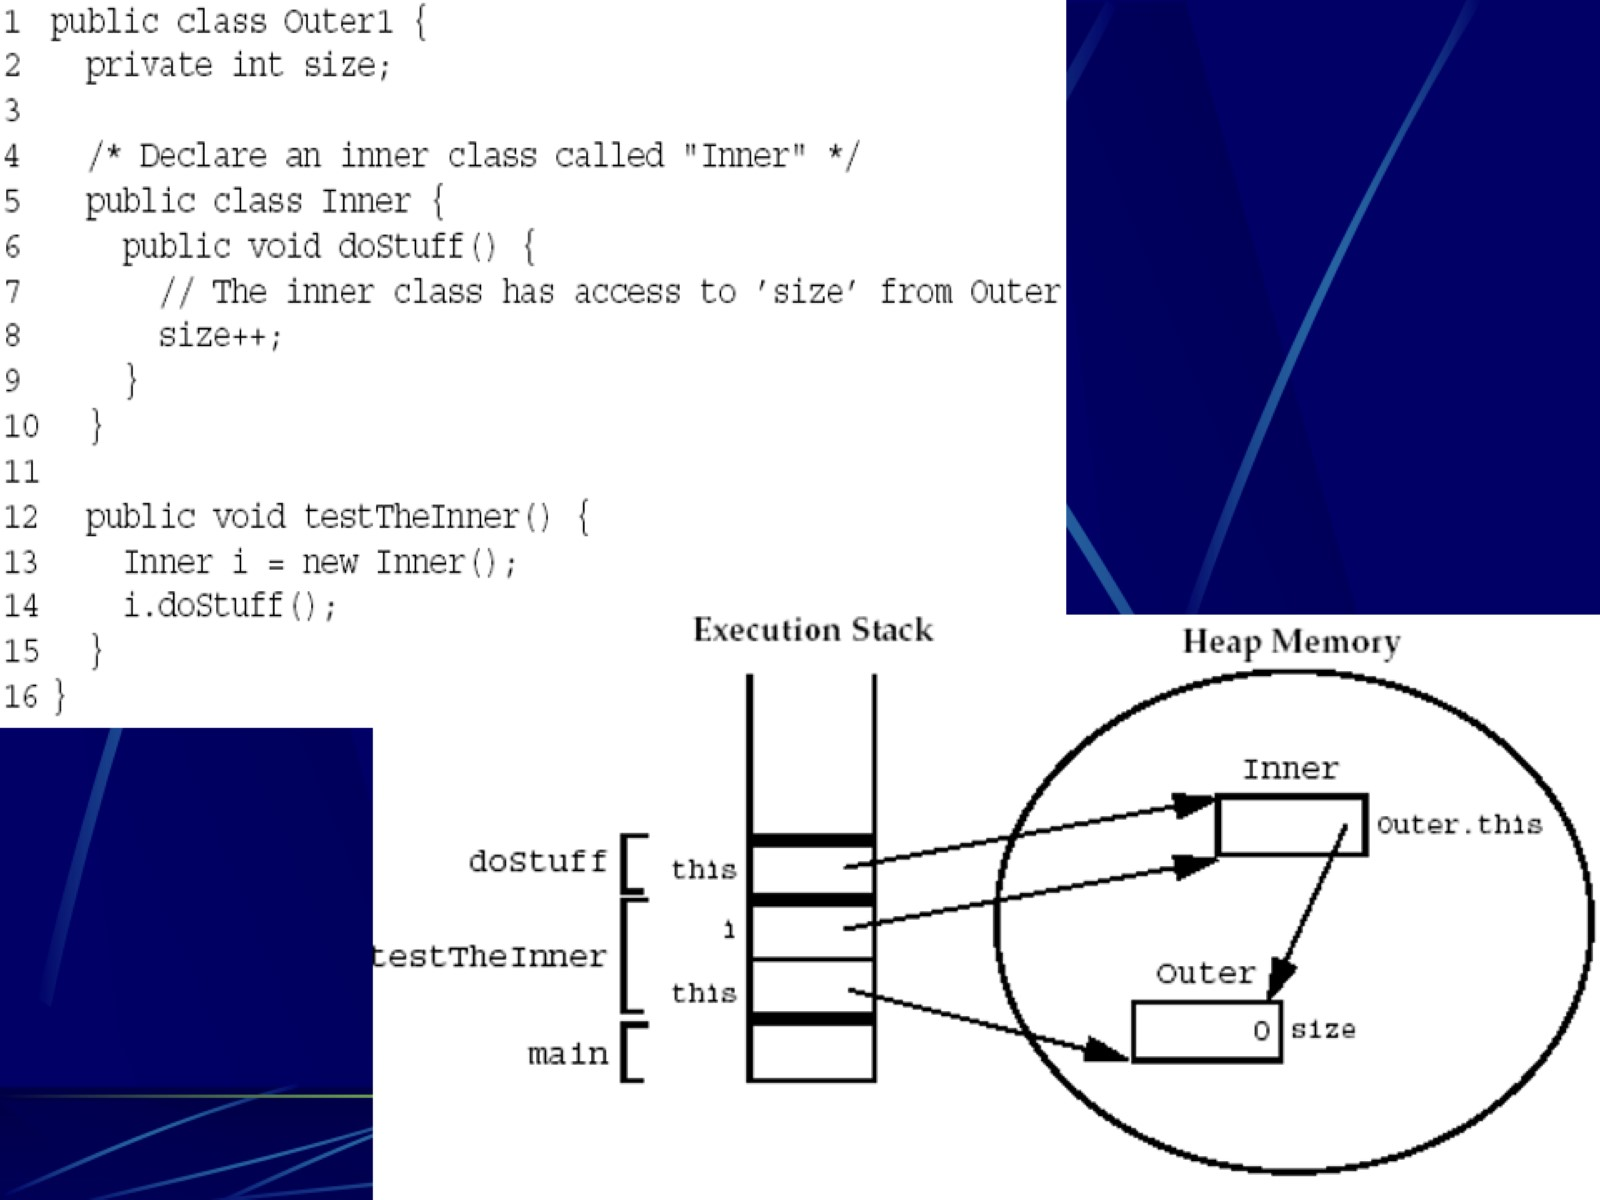 1 public class Outer1 {
2 private int size;
3
4 /* Declare an inner class called "Inner" */
5 public class Inner {
6 public void doStuff() {
7 // The inner class has access to 'size' from Outer
8 size++;
9 }
10 }
11
12 public void testTheInner() {
13 Inner i = new Inner();
14 i.doStuff();
15 }
16 }
Execution Stack
Heap Memory
Inner
Outer.this
doStuff
this
i
testTheInner
this
Outer
0 size
main